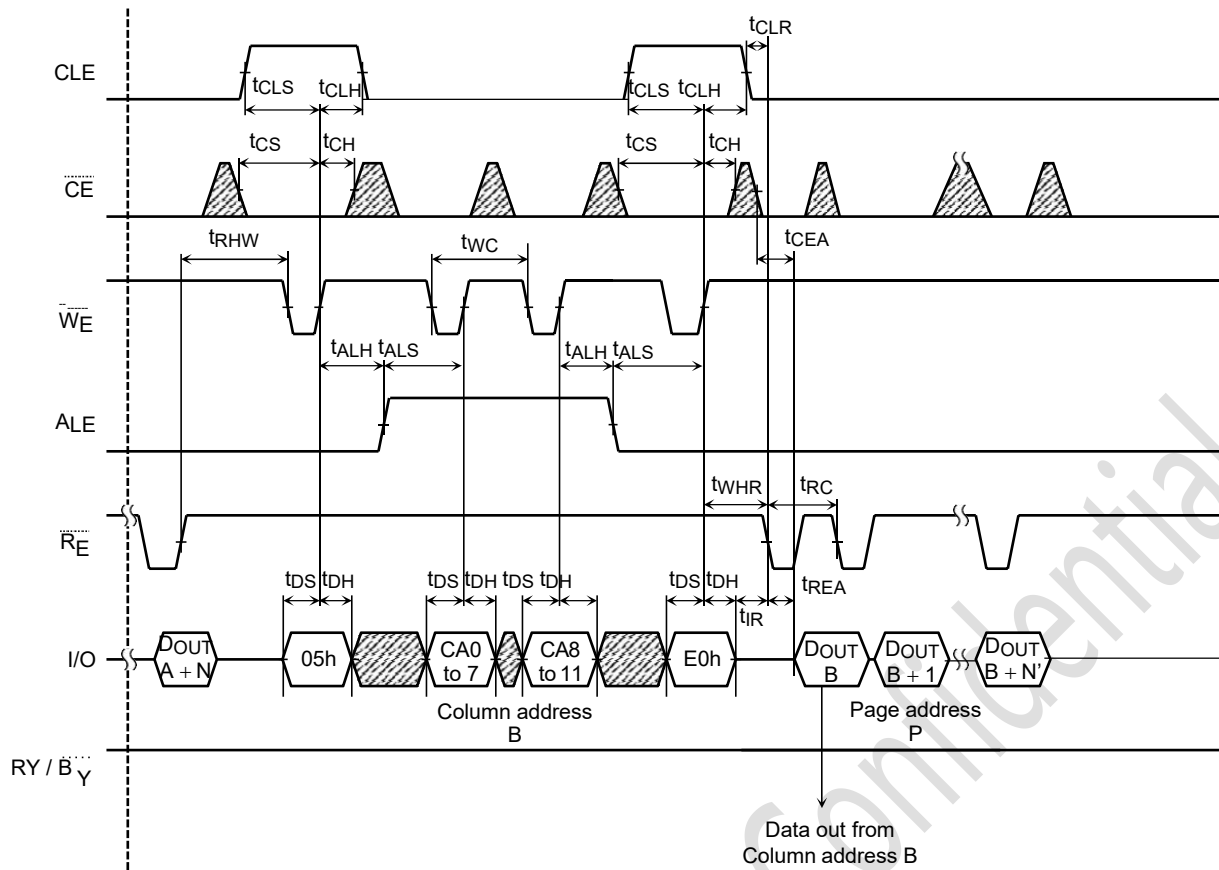 tCLR
CLE
tCLS tCLH tCLS tCLH
tCS tCH tCS tCH
CE
tCEA
tRHW tWC
WE
tALH tALS tALH tALS
ALE
tWHR tRC
RE
tDS tDH tDS tDH tDS tDH tDS tDH tREA
tIR
I/O
DOUT A + N
05h
CA0 to 7
CA8 to 11
E0h
DOUT B
DOUT B + 1
DOUT B + N’
Column address
B
Page address
P
RY / BY
Data out from
Column address B
Confidential